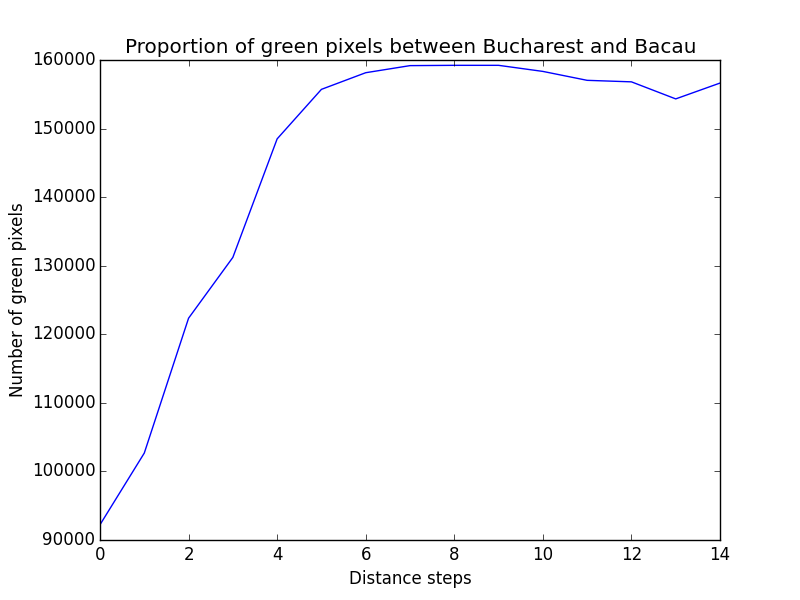 Proportion of green pixels between Bucharest and Bacau
160000
150000
140000
130000
120000
110000
100000
90000
Number of green pixels
0 2 4 6 8 10 12 14
Distance steps